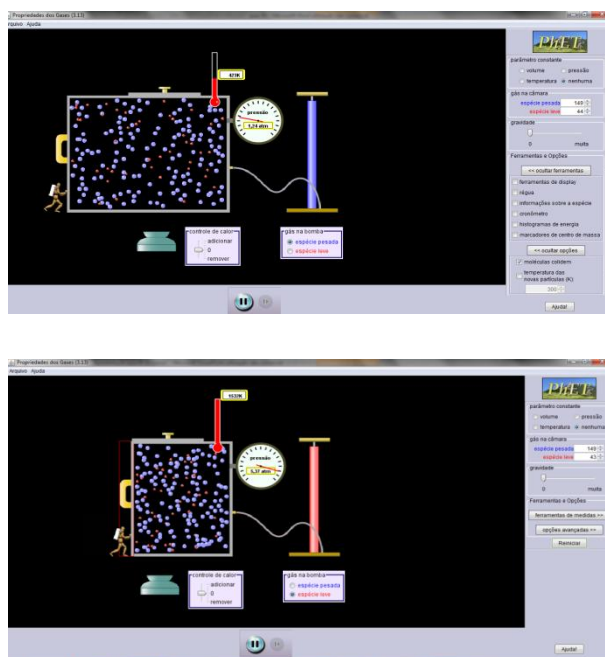 Propriedades dos Gases (3.15)
Arquivo Ajuda
PhET
parâmetro constante
volume pressão
temperatura nenhuma
gás na câmara
espécie pesada 149
espécie leve 44
gravidade
0 muita
Ferramentas e Opções
<< ocultar ferramentas
ferramentas de display
régua
informações sobre a espécie
cronômetro
histogramas de energia
marcadores de centro de massa
<< ocultar opções
moléculas colidem
temperatura das
novas partículas (K)
300
Ajuda!
pressão
controle de calor
adicionar
0
remover
gás na bomba
espécie pesada
espécie leve
Propriedades dos Gases (3.15)
Arquivo Ajuda
PhET
parâmetro constante
volume pressão
temperatura nenhuma
gás na câmara
espécie pesada 149
espécie leve 43
gravidade
0 muita
Ferramentas e Opções
ferramentas de medidas >>
opções avançadas >>
Reiniciar
Ajuda!
pressão
controle de calor
adicionar
0
remover
gás na bomba
espécie pesada
espécie leve